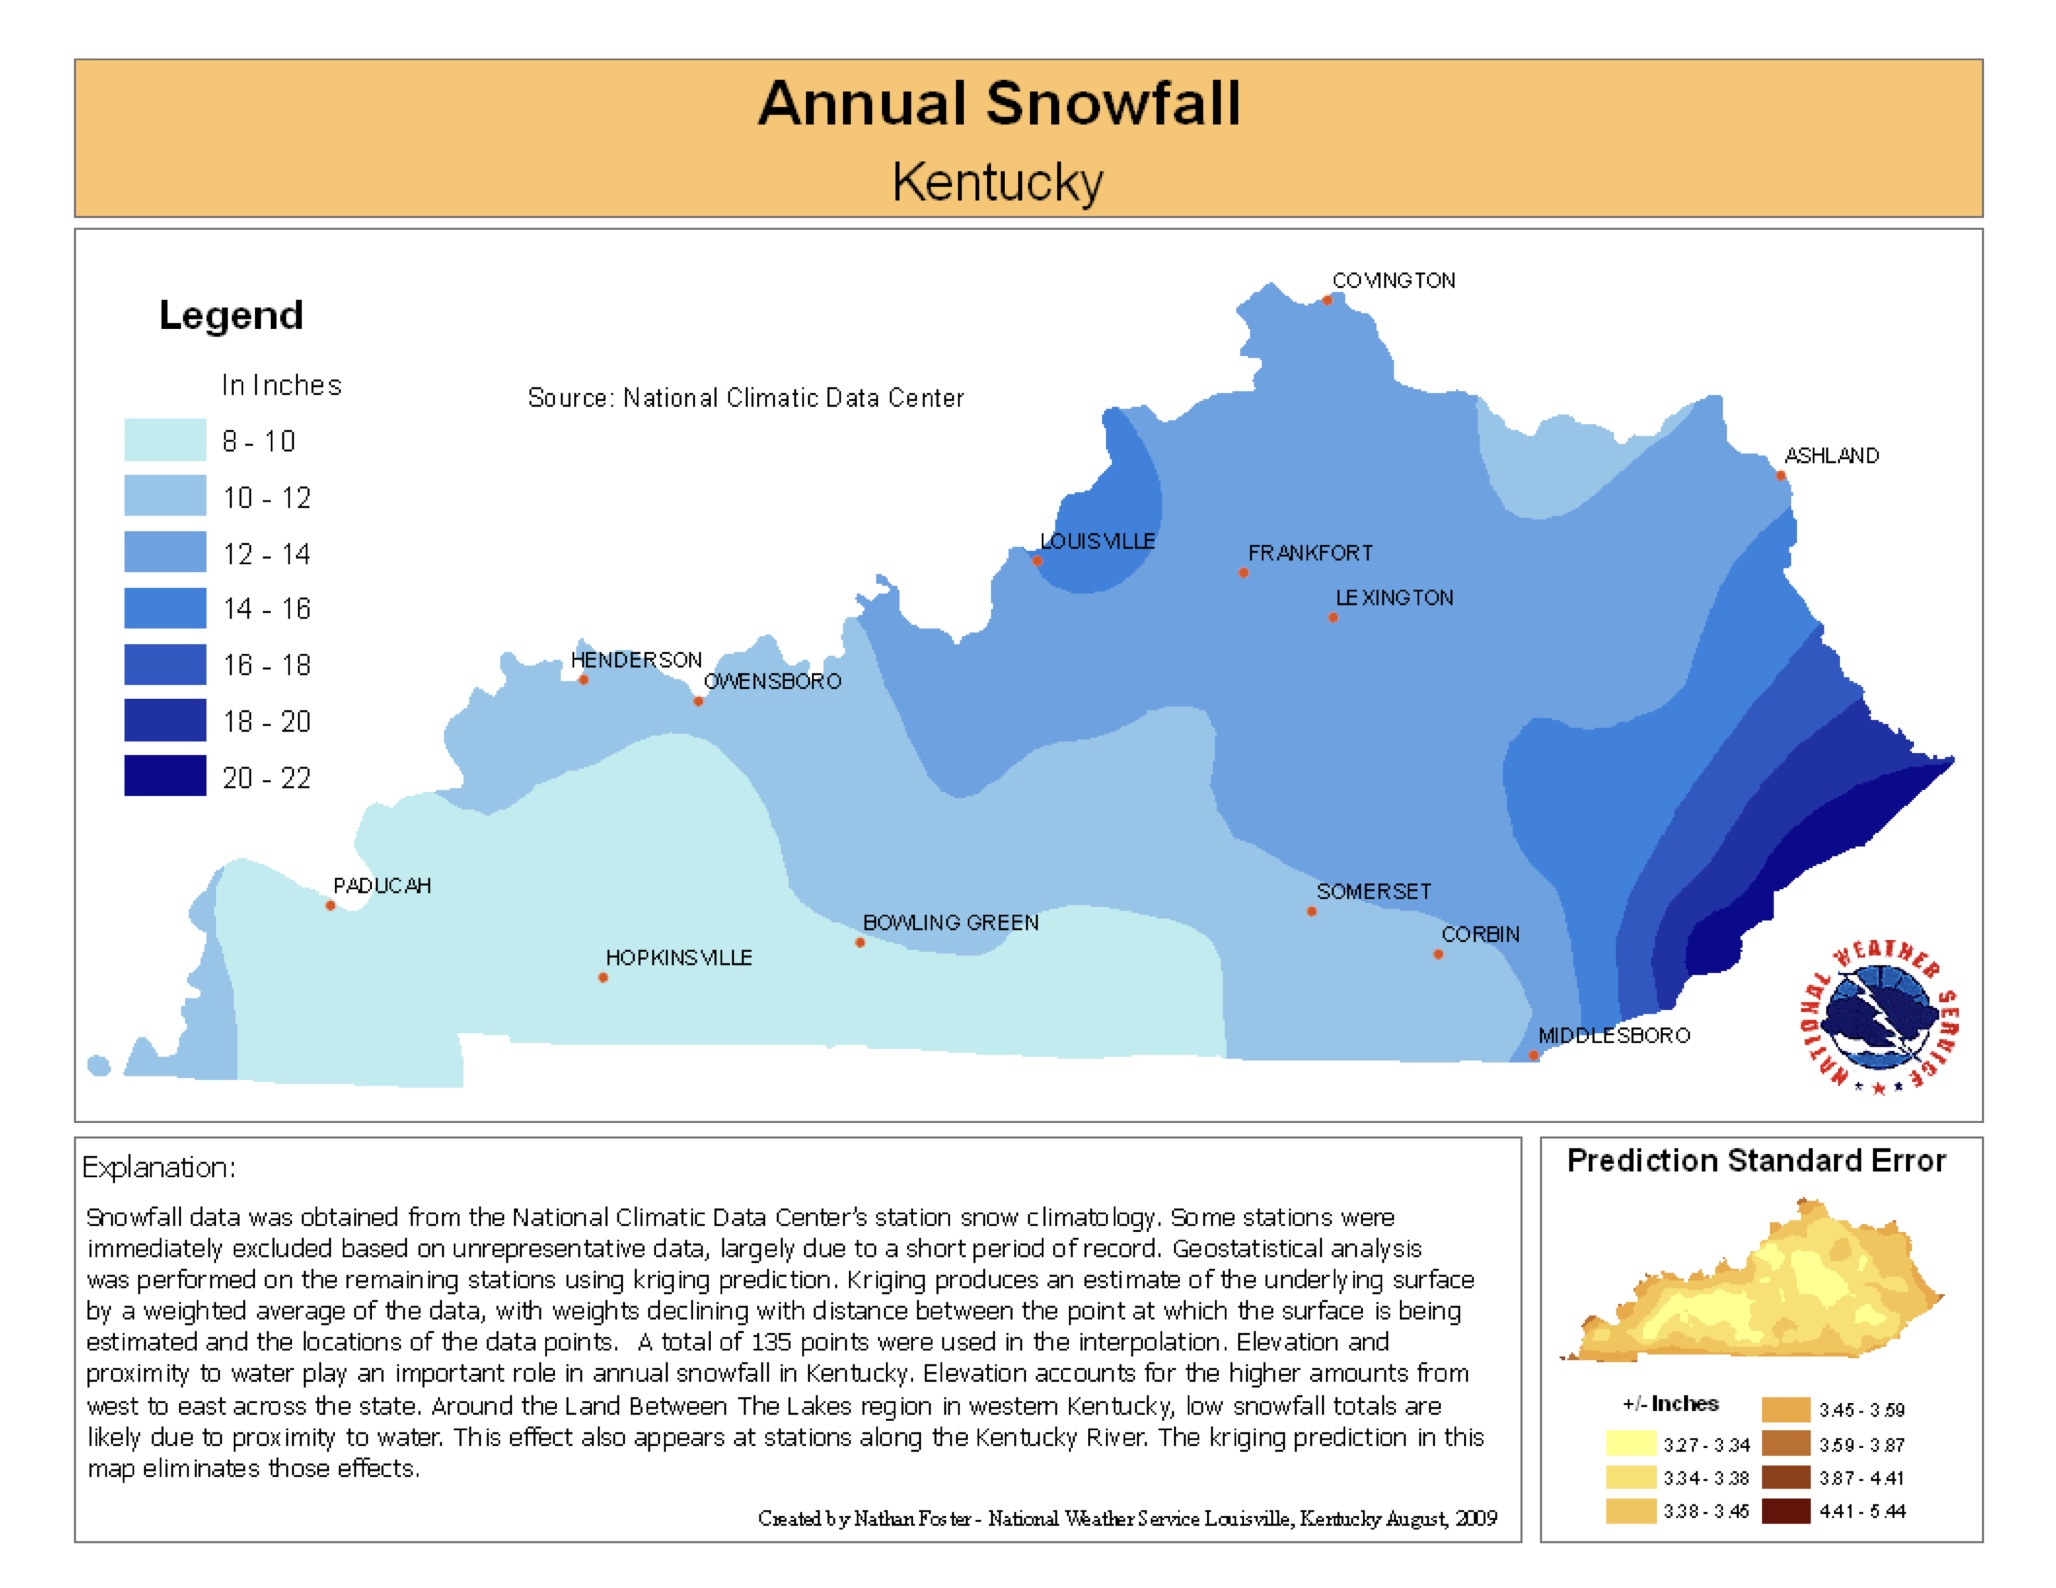 Annual Snowfall
Kentucky
Legend
In Inches
8 - 10
10 - 12
12 - 14
14 - 16
16 - 18
18 - 20
20 - 22
Source: National Climatic Data Center
COVINGTON
ASHLAND
LOUISVILLE
FRANKFORT
LEXINGTON
HENDERSON
OWENSBORO
PADUCAH
SOMERSET
BOWLING GREEN
CORBIN
HOPKINSVILLE
MIDDLESBORO
NATIONAL WEATHER SERVICE
Explanation:
Snowfall data was obtained from the National Climatic Data Center's station snow climatology. Some stations were
immediately excluded based on unrepresentative data, largely due to a short period of record. Geostatistical analysis
was performed on the remaining stations using kriging prediction. Kriging produces an estimate of the underlying surface
by a weighted average of the data, with weights declining with distance between the point at which the surface is being
estimated and the locations of the data points. A total of 135 points were used in the interpolation. Elevation and
proximity to water play an important role in annual snowfall in Kentucky. Elevation accounts for the higher amounts from
west to east across the state. Around the Land Between The Lakes region in western Kentucky, low snowfall totals are
likely due to proximity to water. This effect also appears at stations along the Kentucky River. The kriging prediction in this
map eliminates those effects.
Created by Nathan Foster - National Weather Service Louisville, Kentucky August, 2009
Prediction Standard Error
+/- Inches
3.27 - 3.34
3.34 - 3.38
3.38 - 3.45
3.45 - 3.59
3.59 - 3.87
3.87 - 4.41
4.41 - 5.44